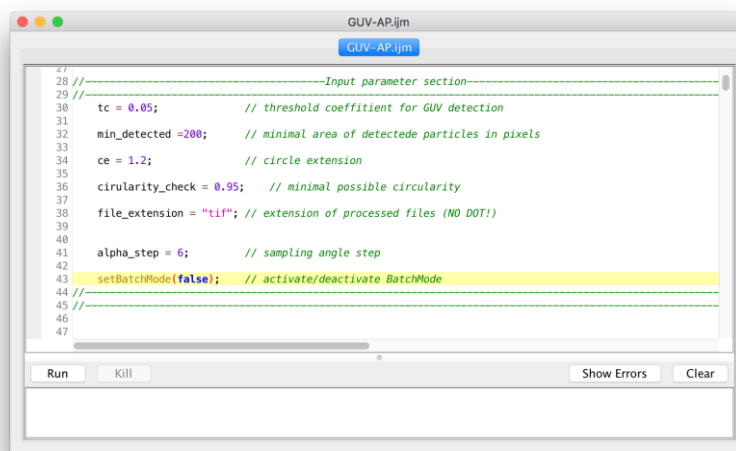 GUV-AP.ijm
GUV-AP.ijm
27
28 //----------------------------------------Input parameter section------------------------------------------
29 //----------------------------------------------------------------------------------------------------------
30 tc = 0.05; // threshold coeffitient for GUV detection
31
32 min_detected =200; // minimal area of detectede particles in pixels
33
34 ce = 1.2; // circle extension
35
36 cirularity_check = 0.95; // minimal possible circularity
37
38 file_extension = "tif"; // extension of processed files (NO DOT!)
39
40
41 alpha_step = 6; // sampling angle step
42
43 setBatchMode(false); // activate/deactivate BatchMode
44 //----------------------------------------------------------------------------------------------------------
45 //----------------------------------------------------------------------------------------------------------
46
47
Run Kill Show Errors Clear